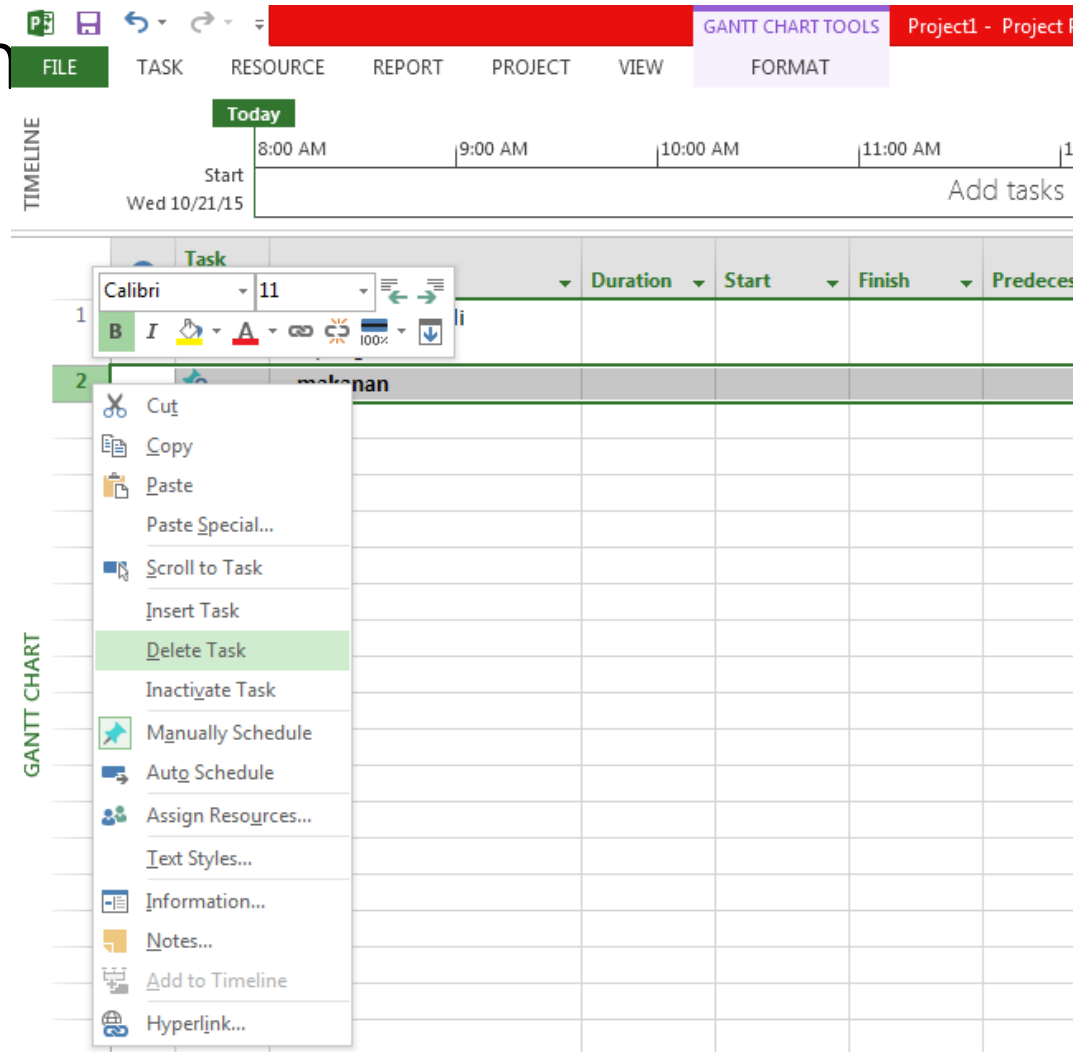 GANTT CHART TOOLS Project1 - Project
FILE TASK RESOURCE REPORT PROJECT VIEW FORMAT
TIMELINE
Today
8:00 AM 9:00 AM 10:00 AM 11:00 AM
Start
Wed 10/21/15
Add tasks
Task
Duration Start Finish Predeces
Calibri 11
1
li
B I A 100%
2 makanan
Cut
Copy
Paste
Paste Special...
Scroll to Task
Insert Task
Delete Task
Inactivate Task
Manually Schedule
Auto Schedule
Assign Resources...
Text Styles...
Information...
Notes...
Add to Timeline
Hyperlink...
GANTT CHART